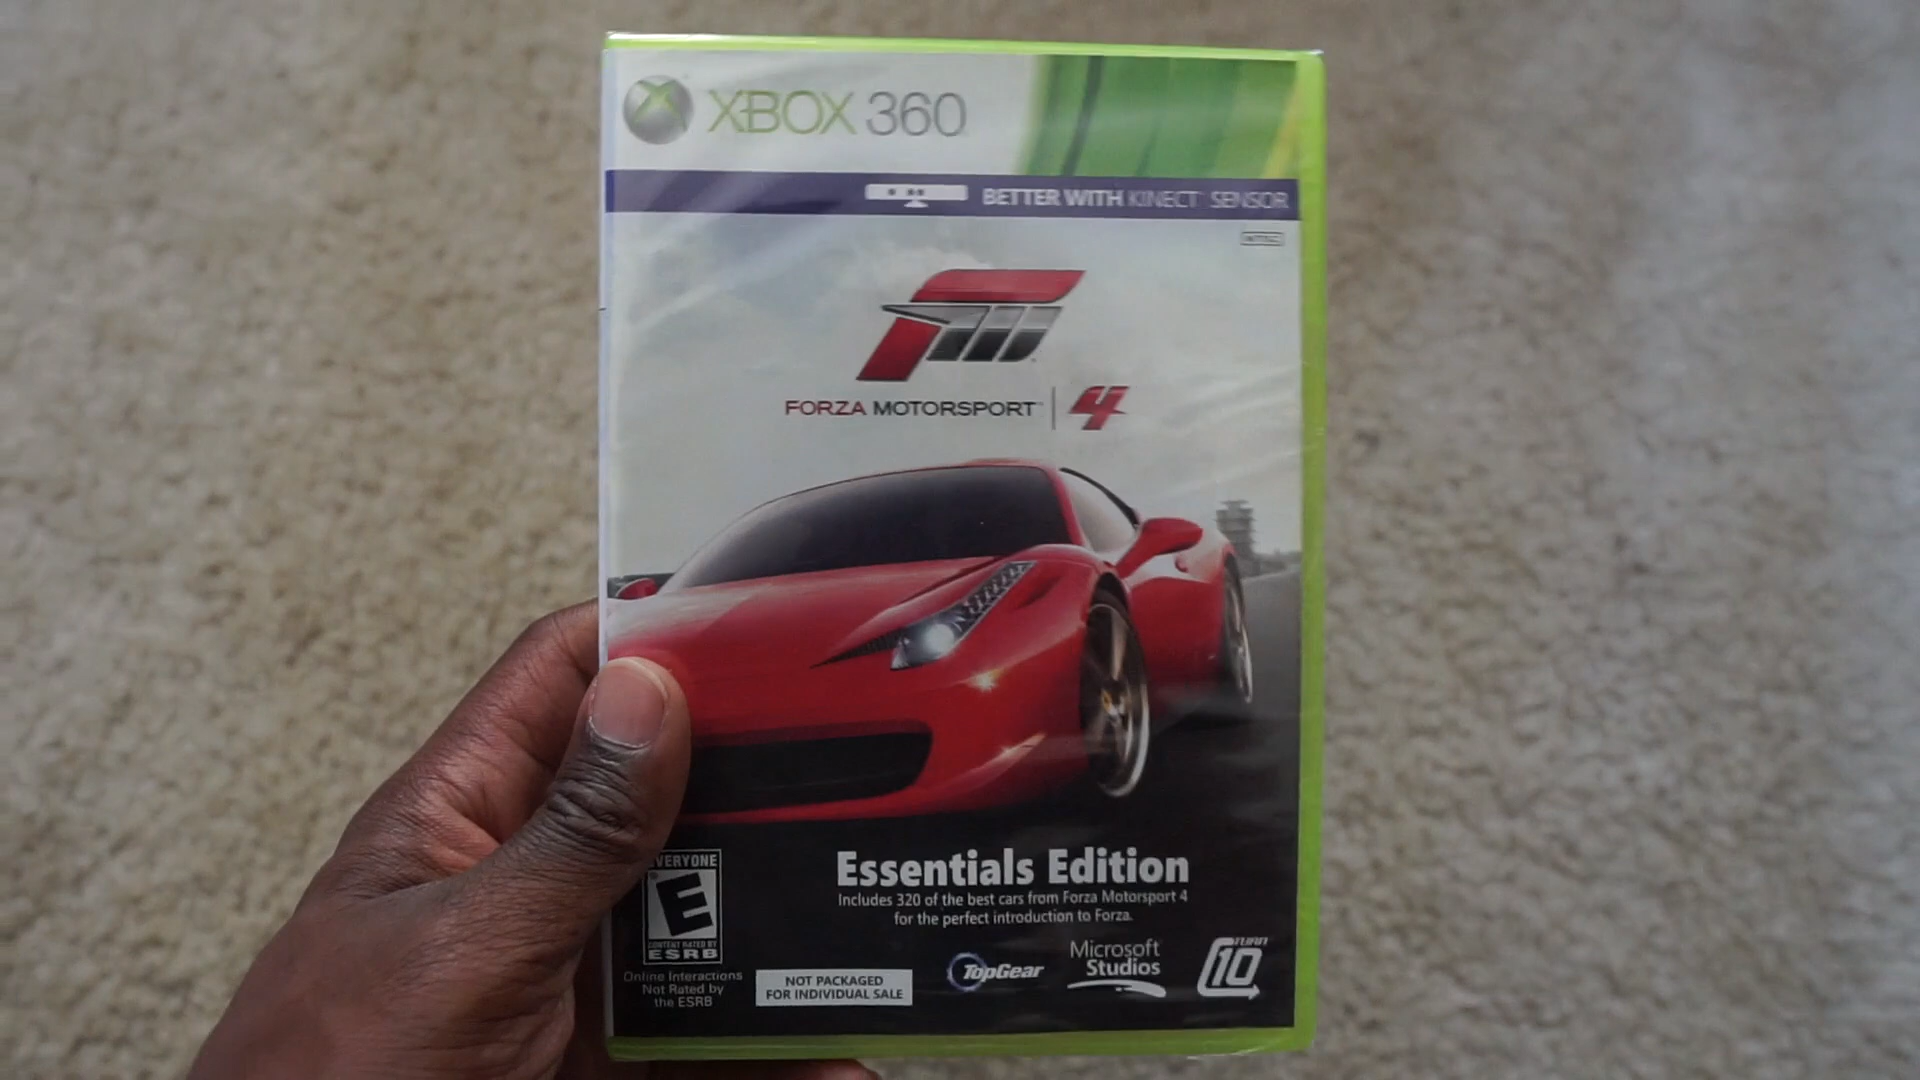 XBOX 360
BETTER WITH KINECT SENSOR
NTSC
FORZA MOTORSPORT | 4
Essentials Edition
Includes 320 of the best cars from Forza Motorsport 4
for the perfect introduction to Forza.
EVERYONE
E
CONTENT RATED BY
ESRB
Online Interactions
Not Rated by
the ESRB
NOT PACKAGED
FOR INDIVIDUAL SALE
TopGear
Microsoft
Studios
TURN
10